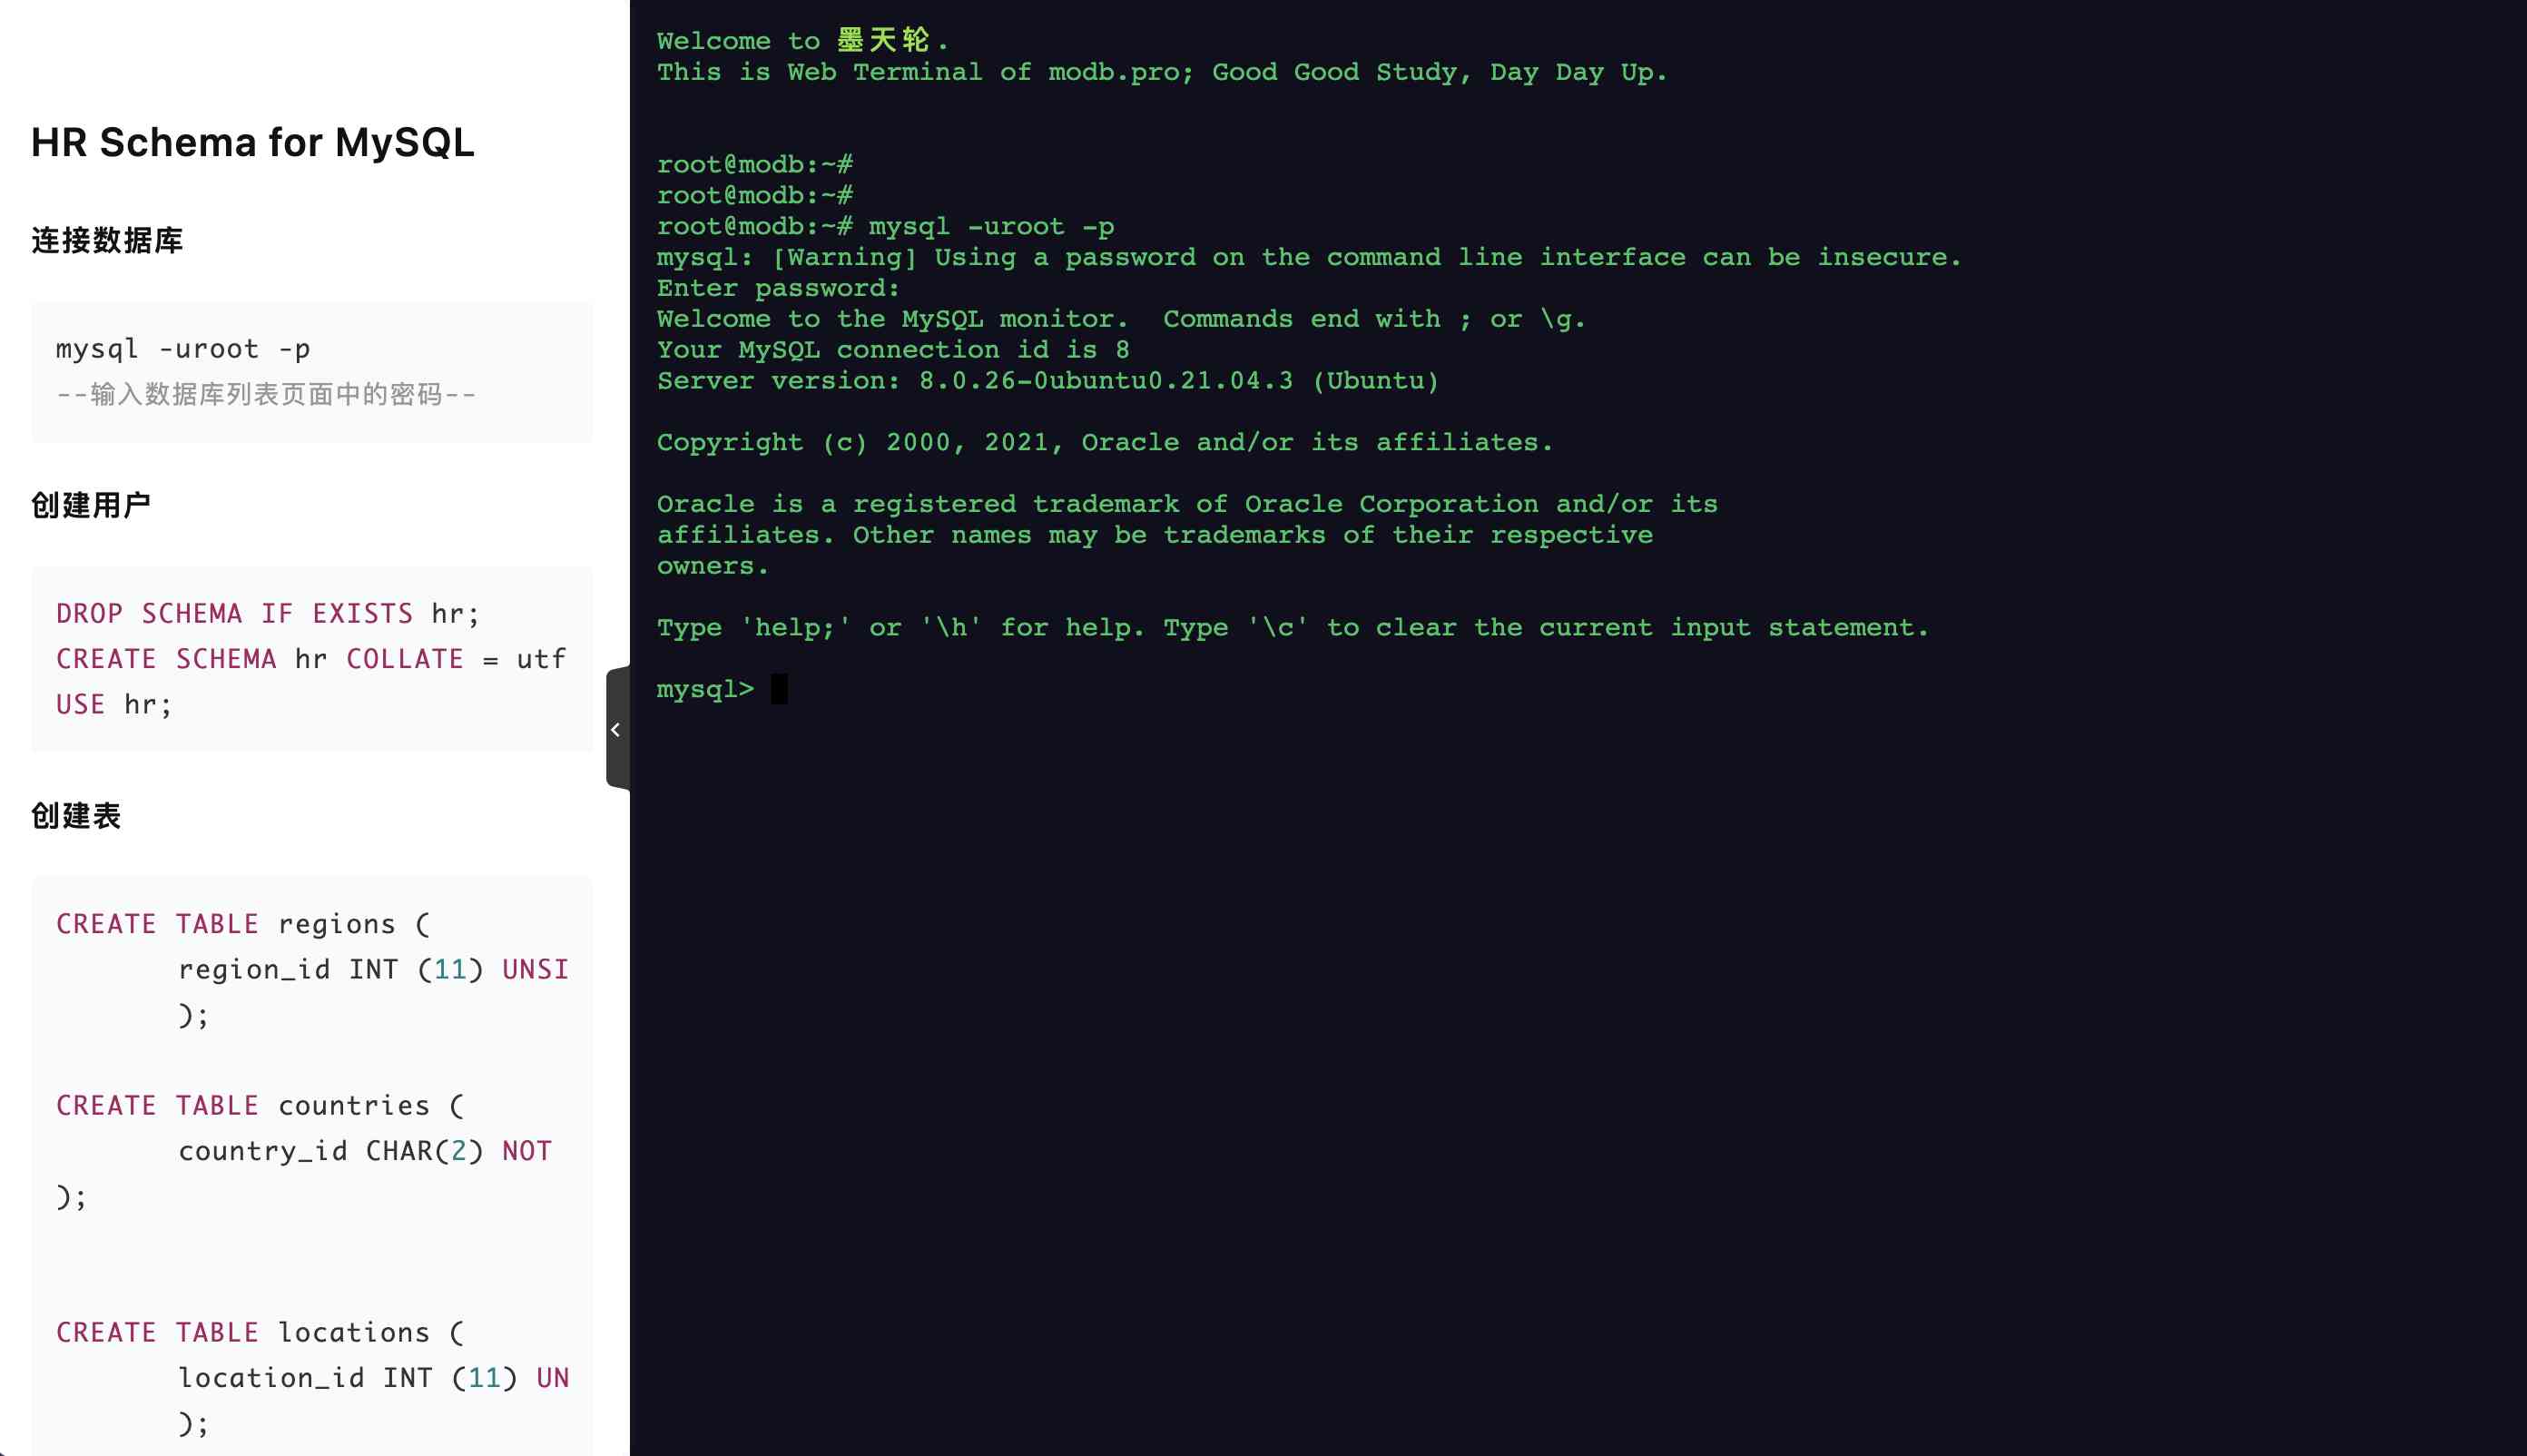 HR Schema for MySQL
连接数据库
mysql -uroot -p
--输入数据库列表页面中的密码--
创建用户
DROP SCHEMA IF EXISTS hr;
CREATE SCHEMA hr COLLATE = utf
USE hr;
创建表
CREATE TABLE regions (
region_id INT (11) UNSI
);
CREATE TABLE countries (
country_id CHAR(2) NOT
);
CREATE TABLE locations (
location_id INT (11) UN
);
Welcome to 墨天轮.
This is Web Terminal of modb.pro; Good Good Study, Day Day Up.
root@modb:~#
root@modb:~#
root@modb:~# mysql -uroot -p
mysql: [Warning] Using a password on the command line interface can be insecure.
Enter password:
Welcome to the MySQL monitor.  Commands end with ; or \g.
Your MySQL connection id is 8
Server version: 8.0.26-0ubuntu0.21.04.3 (Ubuntu)
Copyright (c) 2000, 2021, Oracle and/or its affiliates.
Oracle is a registered trademark of Oracle Corporation and/or its
affiliates. Other names may be trademarks of their respective
owners.
Type 'help;' or '\h' for help. Type '\c' to clear the current input statement.
mysql>